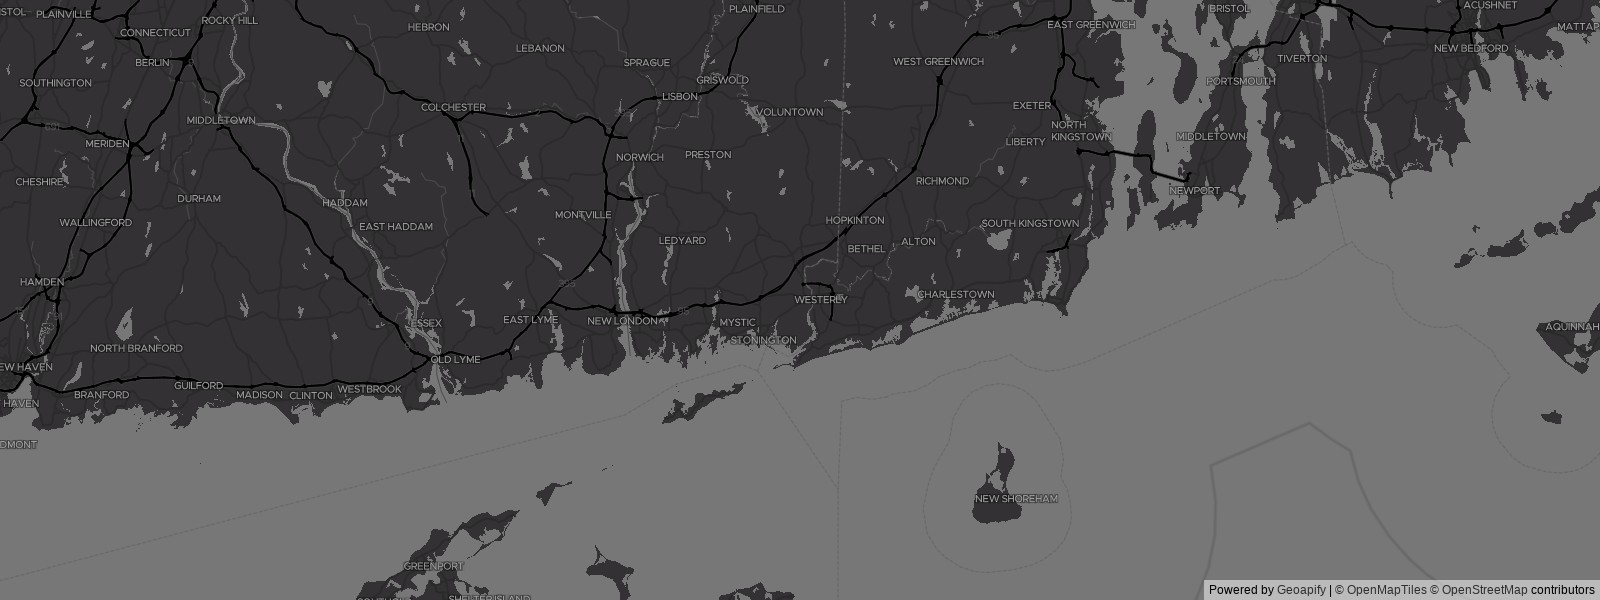 BRISTOL
ACUSHNET
PLAINFIELD
PLAINVILLE
ROCKY HILL
HEBRON
EAST GREENWICH
CONNECTICUT
LEBANON
NEW BEDFORD
BERLIN
SPRAGUE
WEST GREENWICH
TIVERTON
SOUTHINGTON
GRISWOLD
PORTSMOUTH
LISBON
COLCHESTER
VOLUNTOWN
EXETER
MIDDLETOWN
NORTH
KINGSTOWN
MIDDLETOWN
MERIDEN
LIBERTY
NORWICH
PRESTON
CHESHIRE
RICHMOND
NEWPORT
DURHAM
HADDAM
WALLINGFORD
EAST HADDAM
MONTVILLE
HOPKINTON
SOUTH KINGSTOWN
LEDYARD
ALTON
BETHEL
HAMDEN
WESTERLY
CHARLESTOWN
ESSEX
EAST LYME
NEW LONDON
MYSTIC
AQUINNAH
STONINGTON
NORTH BRANFORD
OLD LYME
EW HAVEN
GUILFORD
WESTBROOK
BRANFORD
MADISON
CLINTON
HAVEN
DMONT
NEW SHOREHAM
GREENPORT
SHELTER ISLAND
Powered by Geoapify | © OpenMapTiles © OpenStreetMap contributors